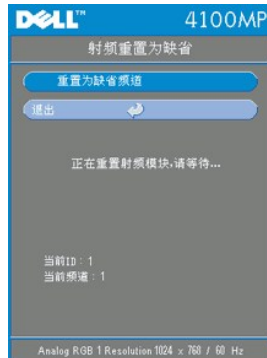 DELL™ 4100MP
射频重置为缺省
重置为缺省频道
退出
正在重置射频模块,请等待...
当前ID：1
当前频道：1
Analog RGB 1 Resolution 1024 x 768 / 60 Hz